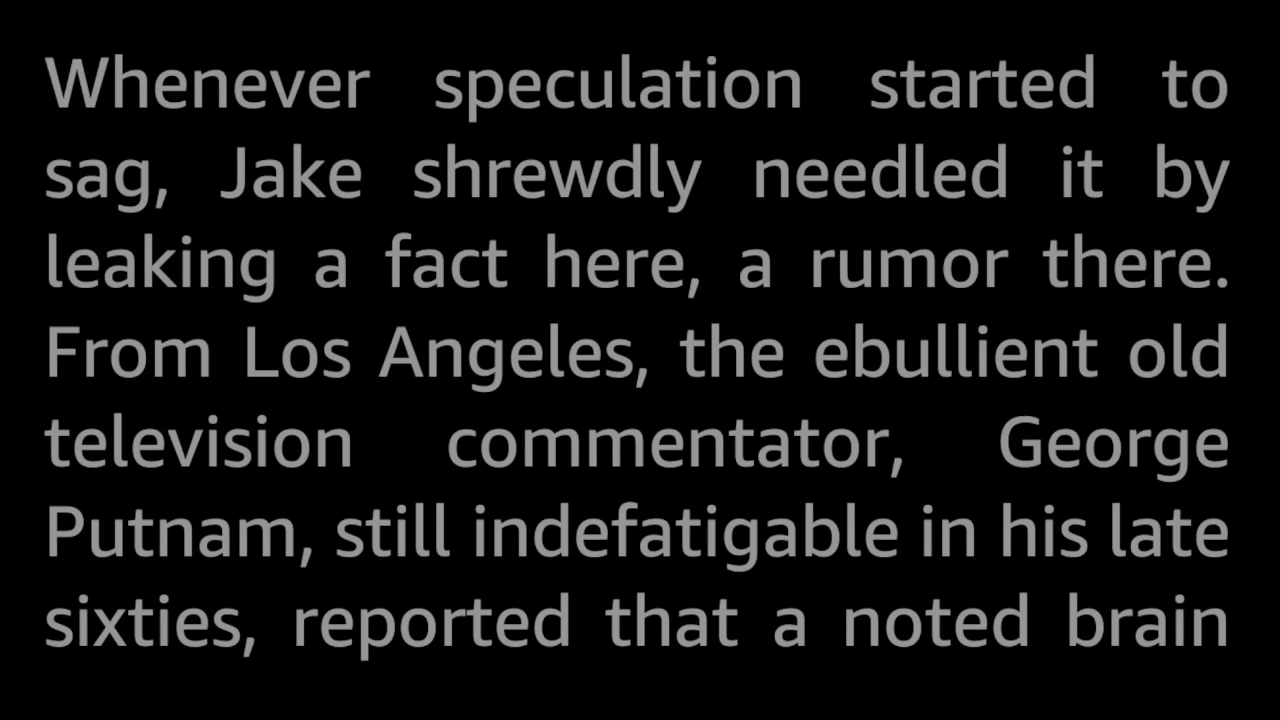 Whenever speculation started to
sag, Jake shrewdly needled it by
leaking a fact here, a rumor there.
From Los Angeles, the ebullient old
television commentator, George
Putnam, still indefatigable in his late
sixties, reported that a noted brain